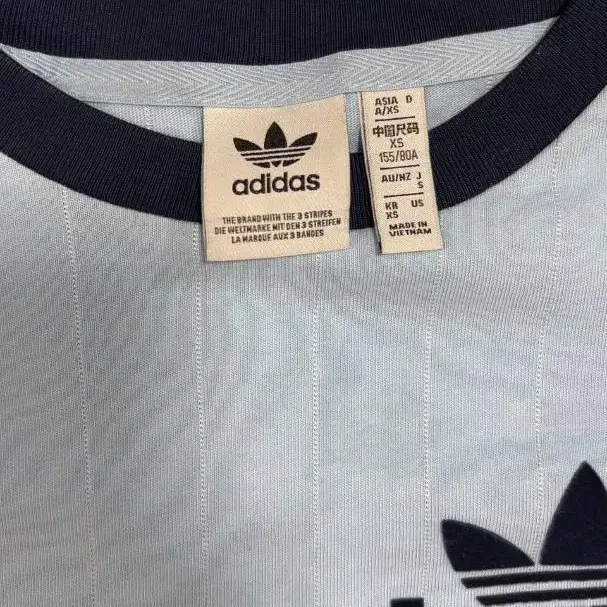 adidas
THE BRAND WITH THE 3 STRIPES
DIE WELTMARKE MIT DEN 3 STREIFEN
LA MARQUE AUX 3 BANDES
ASIA D
A/XS
中国尺码
XS
155/80A
AU/NZ J
S
KR US
XS
MADE IN
VIETNAM